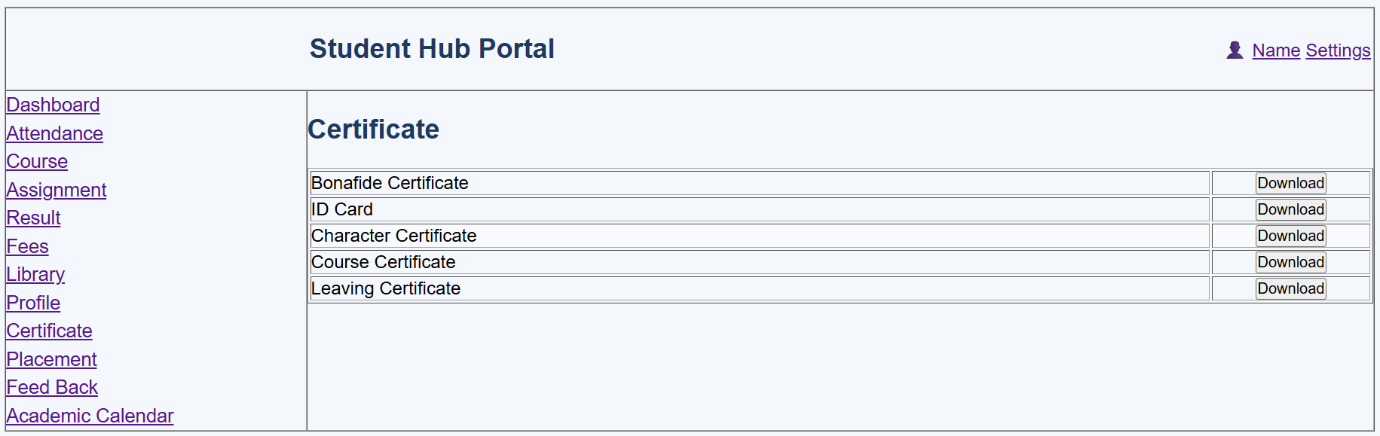 Student Hub Portal
Name Settings
Dashboard
Attendance
Course
Assignment
Result
Fees
Library
Profile
Certificate
Placement
Feed Back
Academic Calendar
Certificate
Bonafide Certificate Download
ID Card Download
Character Certificate Download
Course Certificate Download
Leaving Certificate Download